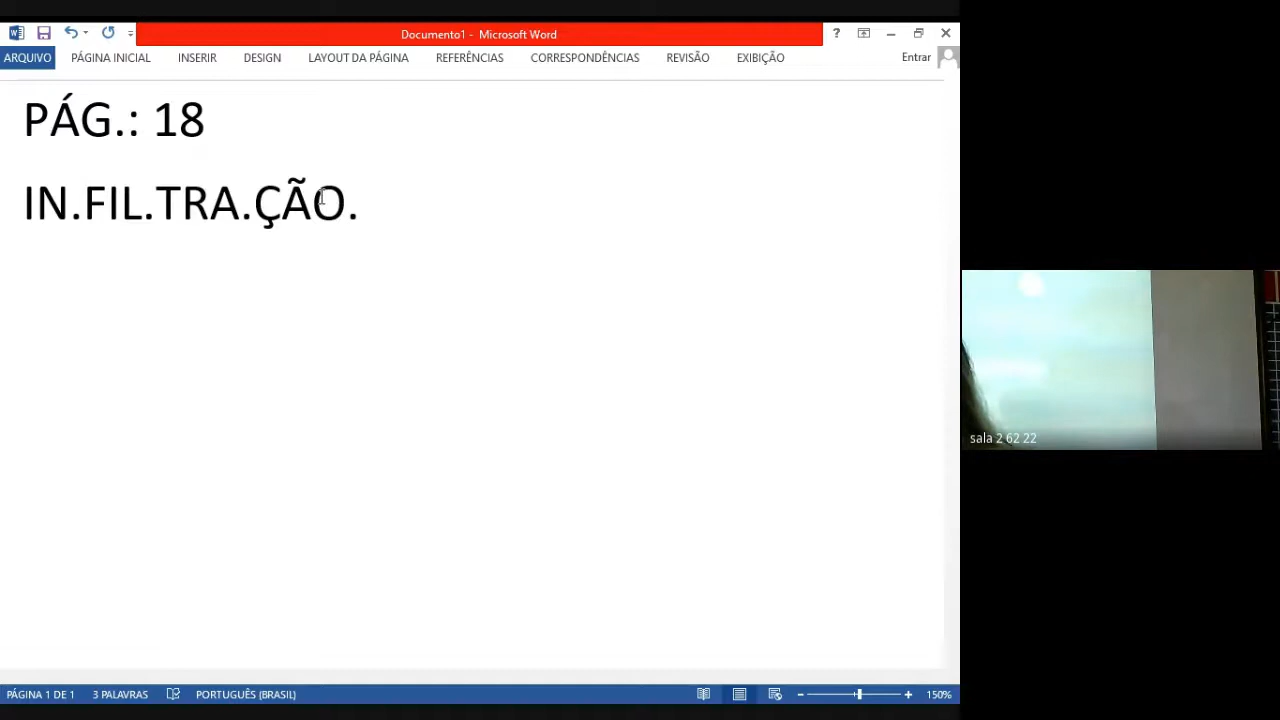 Documento1 - Microsoft Word
?
ARQUIVO PÁGINA INICIAL INSERIR DESIGN LAYOUT DA PÁGINA REFERÊNCIAS CORRESPONDÊNCIAS REVISÃO EXIBIÇÃO Entrar
PÁG.: 18
IN.FIL.TRA.ÇÃO.
sala 2 62 22
PÁGINA 1 DE 1 3 PALAVRAS PORTUGUÊS (BRASIL) 150%